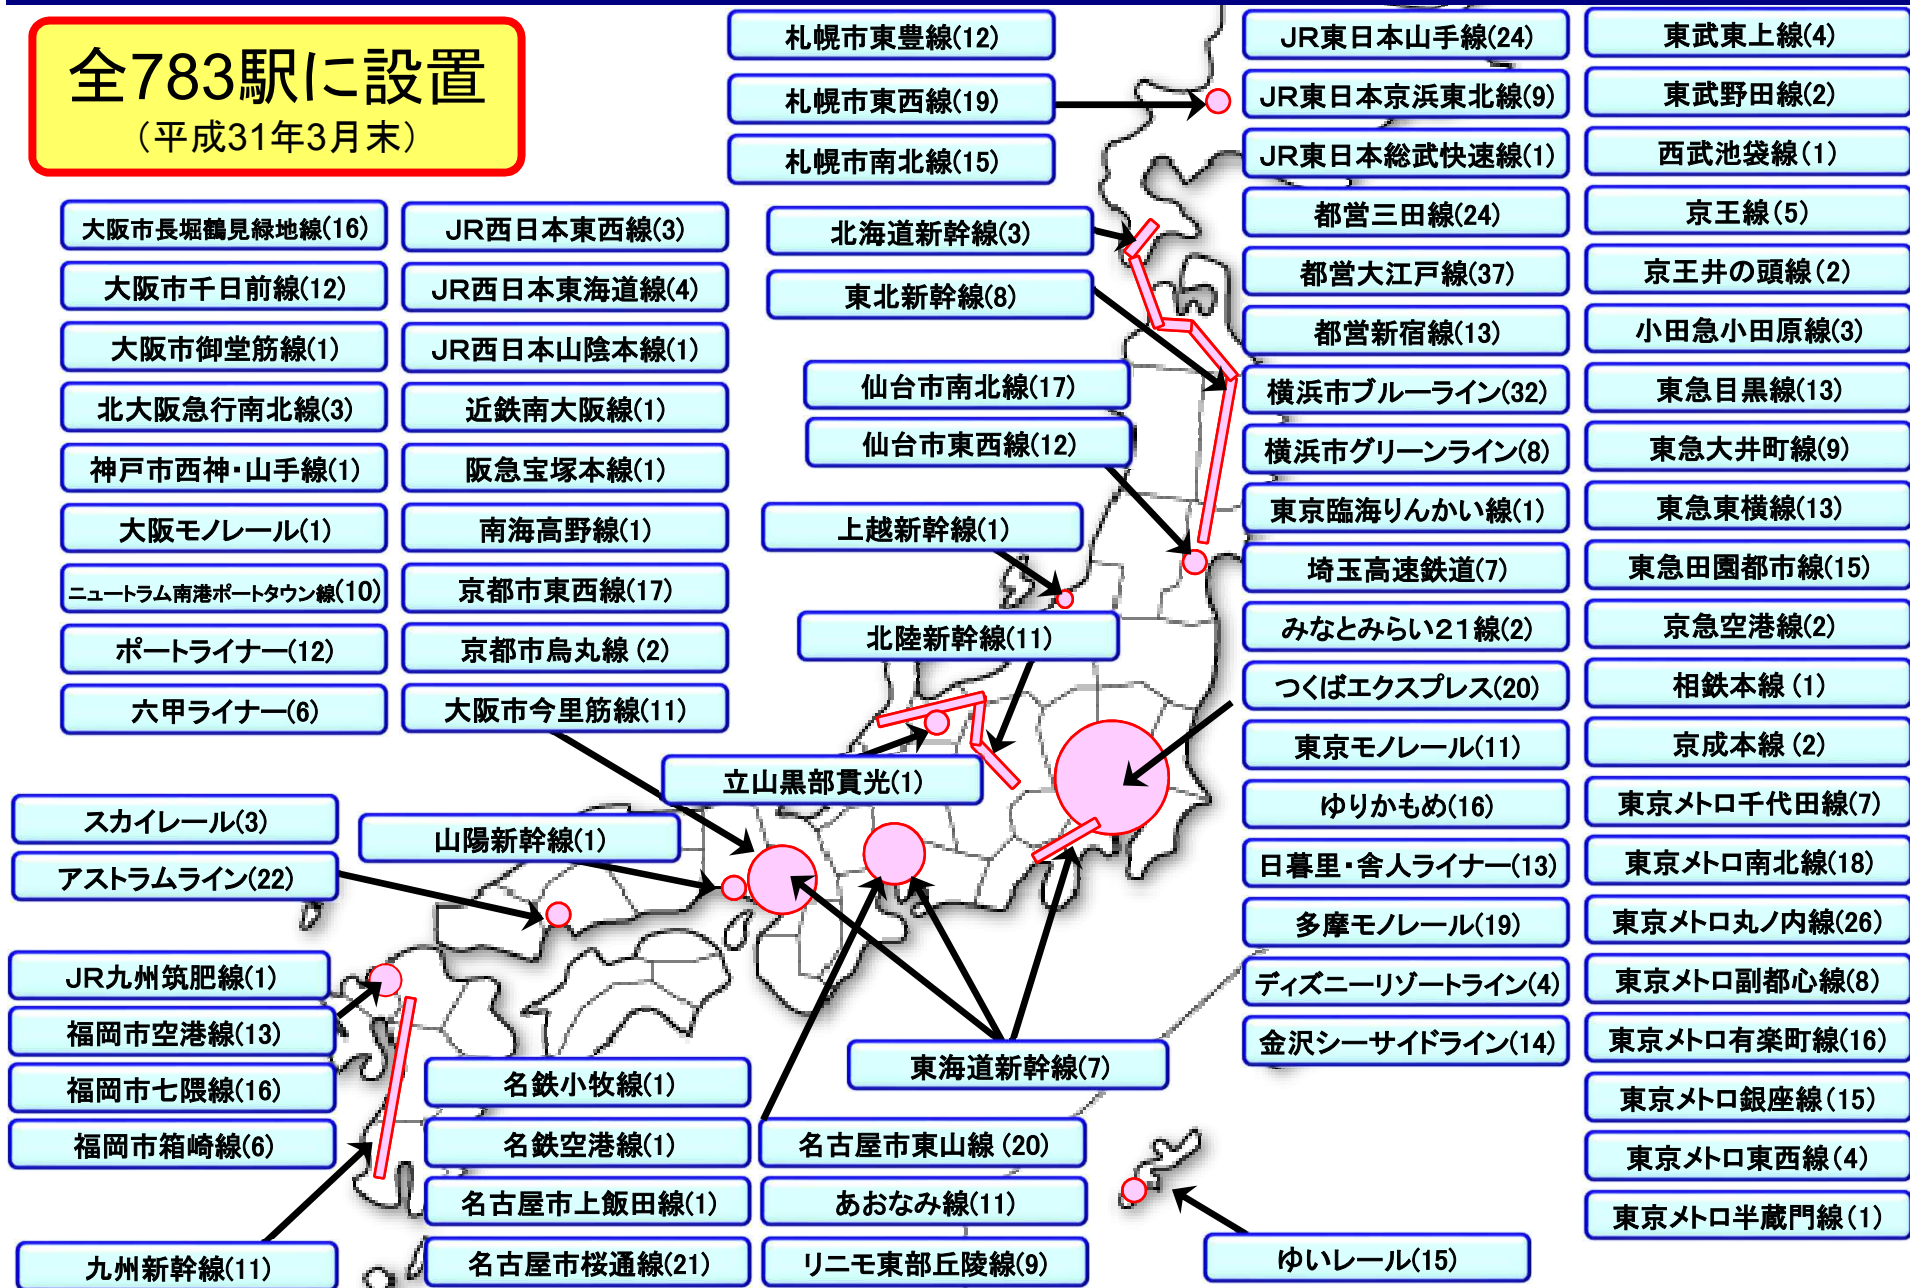 全783駅に設置
（平成31年3月末）
札幌市東豊線(12)
札幌市東西線(19)
札幌市南北線(15)
北海道新幹線(3)
東北新幹線(8)
仙台市南北線(17)
仙台市東西線(12)
上越新幹線(1)
北陸新幹線(11)
立山黒部貫光(1)
大阪市長堀鶴見緑地線(16)
大阪市千日前線(12)
大阪市御堂筋線(1)
北大阪急行南北線(3)
神戸市西神・山手線(1)
大阪モノレール(1)
ニュートラム南港ポートタウン線(10)
ポートライナー(12)
六甲ライナー(6)
JR西日本東西線(3)
JR西日本東海道線(4)
JR西日本山陰本線(1)
近鉄南大阪線(1)
阪急宝塚本線(1)
南海高野線(1)
京都市東西線(17)
京都市烏丸線(2)
大阪市今里筋線(11)
スカイレール(3)
アストラムライン(22)
山陽新幹線(1)
JR九州筑肥線(1)
福岡市空港線(13)
福岡市七隈線(16)
福岡市箱崎線(6)
九州新幹線(11)
名鉄小牧線(1)
名鉄空港線(1)
名古屋市上飯田線(1)
名古屋市桜通線(21)
東海道新幹線(7)
名古屋市東山線(20)
あおなみ線(11)
リニモ東部丘陵線(9)
ゆいレール(15)
JR東日本山手線(24)
JR東日本京浜東北線(9)
JR東日本総武快速線(1)
都営三田線(24)
都営大江戸線(37)
都営新宿線(13)
横浜市ブルーライン(32)
横浜市グリーンライン(8)
東京臨海りんかい線(1)
埼玉高速鉄道(7)
みなとみらい21線(2)
つくばエクスプレス(20)
東京モノレール(11)
ゆりかもめ(16)
日暮里・舎人ライナー(13)
多摩モノレール(19)
ディズニーリゾートライン(4)
金沢シーサイドライン(14)
東武東上線(4)
東武野田線(2)
西武池袋線(1)
京王線(5)
京王井の頭線(2)
小田急小田原線(3)
東急目黒線(13)
東急大井町線(9)
東急東横線(13)
東急田園都市線(15)
京急空港線(2)
相鉄本線(1)
京成本線(2)
東京メトロ千代田線(7)
東京メトロ南北線(18)
東京メトロ丸ノ内線(26)
東京メトロ副都心線(8)
東京メトロ有楽町線(16)
東京メトロ銀座線(15)
東京メトロ東西線(4)
東京メトロ半蔵門線(1)